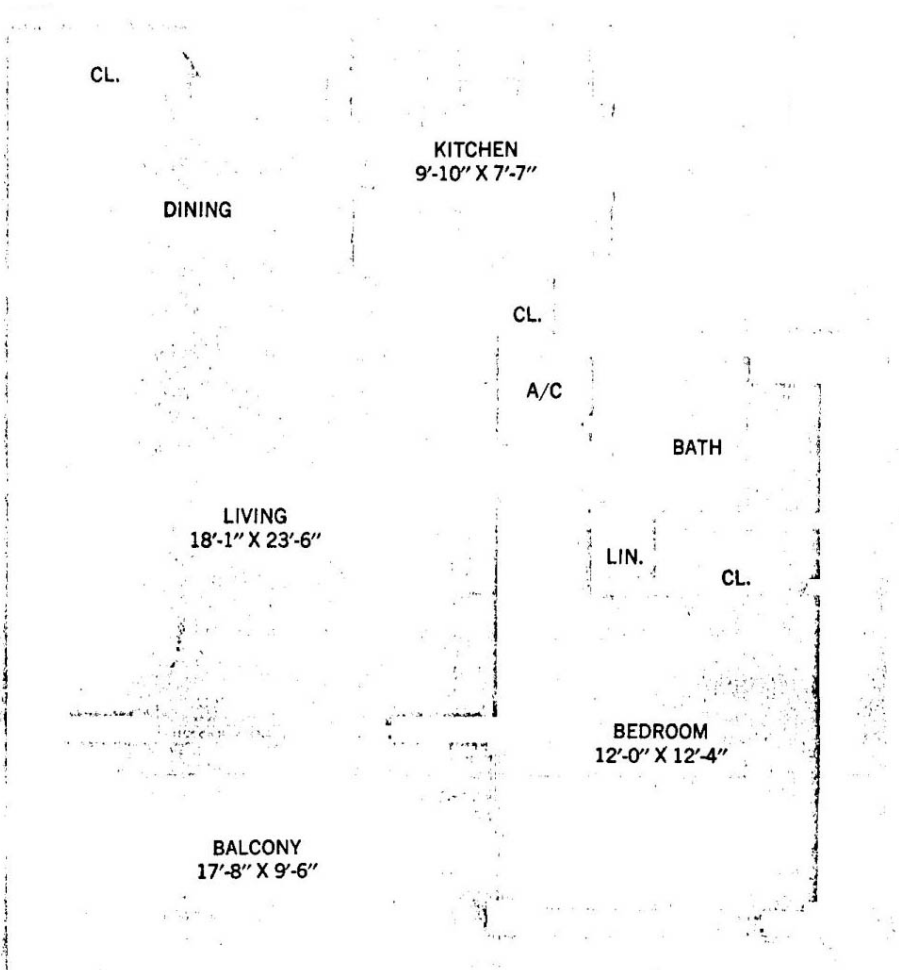 CL.
KITCHEN
9'-10" X 7'-7"
DINING
CL.
A/C
BATH
LIVING
18'-1" X 23'-6"
LIN.
CL.
BEDROOM
12'-0" X 12'-4"
BALCONY
17'-8" X 9'-6"